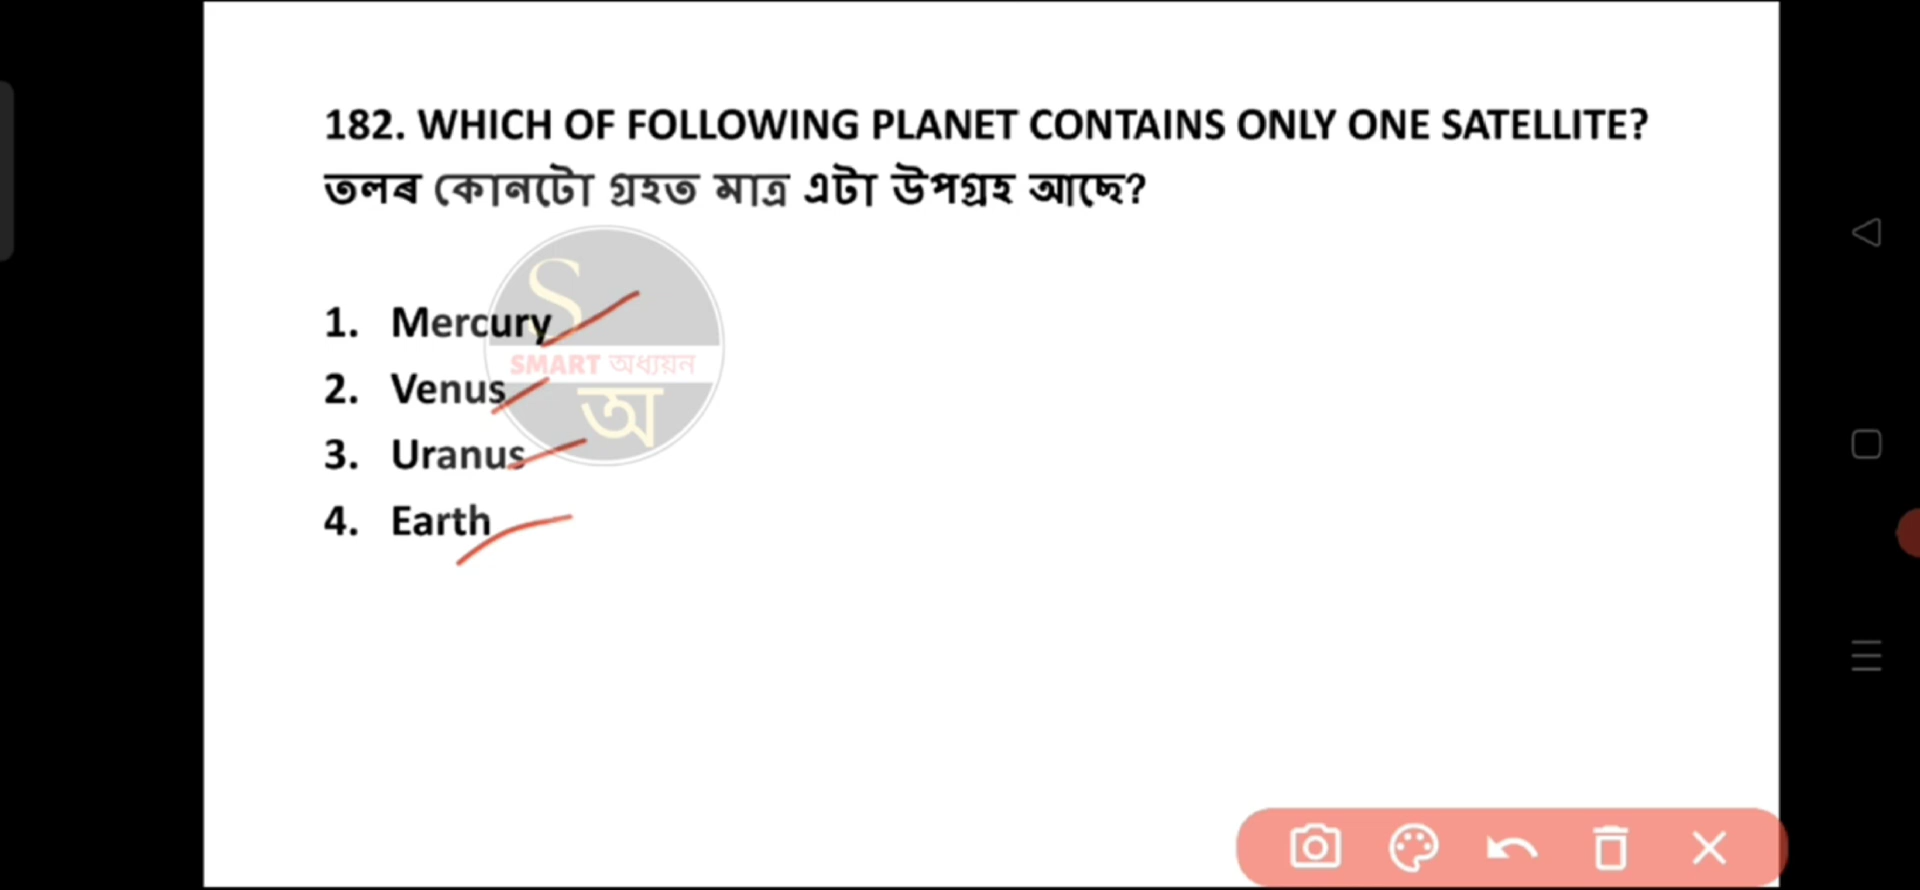 182. WHICH OF FOLLOWING PLANET CONTAINS ONLY ONE SATELLITE?
তলৰ কোনটো গ্ৰহত মাত্ৰ এটা উপগ্ৰহ আছে?
S
1. Mercury
SMART অধ্যয়ন
2. Venus
অ
3. Uranus
4. Earth